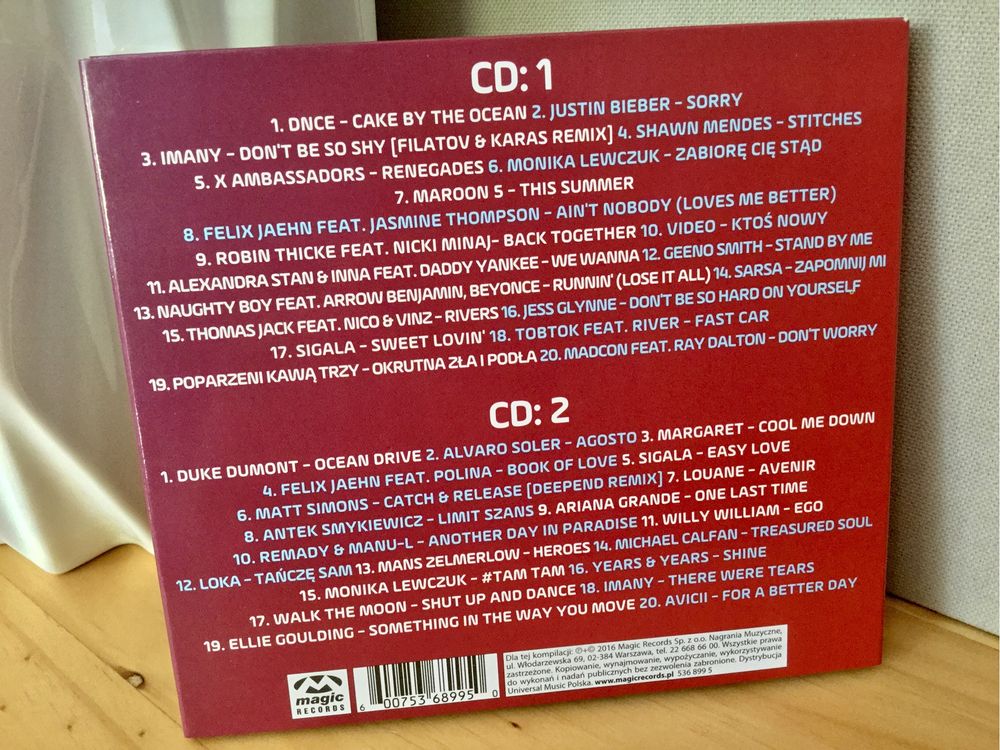 CD: 1
1. DNCE – CAKE BY THE OCEAN 2. JUSTIN BIEBER – SORRY
3. IMANY – DON'T BE SO SHY [FILATOV & KARAS REMIX] 4. SHAWN MENDES – STITCHES
5. X AMBASSADORS – RENEGADES 6. MONIKA LEWCZUK – ZABIORĘ CIĘ STĄD
7. MAROON 5 – THIS SUMMER
8. FELIX JAEHN FEAT. JASMINE THOMPSON – AIN'T NOBODY (LOVES ME BETTER)
9. ROBIN THICKE FEAT. NICKI MINAJ– BACK TOGETHER 10. VIDEO – KTOŚ NOWY
11. ALEXANDRA STAN & INNA FEAT. DADDY YANKEE – WE WANNA 12. GEENO SMITH – STAND BY ME
13. NAUGHTY BOY FEAT. ARROW BENJAMIN, BEYONCE – RUNNIN' (LOSE IT ALL) 14. SARSA – ZAPOMNIJ MI
15. THOMAS JACK FEAT. NICO & VINZ – RIVERS 16. JESS GLYNNE – DON'T BE SO HARD ON YOURSELF
17. SIGALA – SWEET LOVIN' 18. TOBTOK FEAT. RIVER – FAST CAR
19. POPARZENI KAWĄ TRZY – OKRUTNA ZŁA I PODŁA 20. MADCON FEAT. RAY DALTON – DON'T WORRY
CD: 2
1. DUKE DUMONT – OCEAN DRIVE 2. ALVARO SOLER – AGOSTO 3. MARGARET – COOL ME DOWN
4. FELIX JAEHN FEAT. POLINA – BOOK OF LOVE 5. SIGALA – EASY LOVE
6. MATT SIMONS – CATCH & RELEASE [DEEPEND REMIX] 7. LOUANE – AVENIR
8. ANTEK SMYKIEWICZ – LIMIT SZANS 9. ARIANA GRANDE – ONE LAST TIME
10. REMADY & MANU-L – ANOTHER DAY IN PARADISE 11. WILLY WILLIAM – EGO
12. LOKA – TAŃCZĘ SAM 13. MANS ZELMERLOW – HEROES 14. MICHAEL CALFAN – TREASURED SOUL
15. MONIKA LEWCZUK – #TAM TAM 16. YEARS & YEARS – SHINE
17. WALK THE MOON – SHUT UP AND DANCE 18. IMANY – THERE WERE TEARS
19. ELLIE GOULDING – SOMETHING IN THE WAY YOU MOVE 20. AVICII – FOR A BETTER DAY
magic
RECORDS
6 00753 68995 0
Dla tej kompilacji: ℗+© 2016 Magic Records Sp. z o.o. Nagrania Muzyczne,
ul. Włodarzewska 69, 02-384 Warszawa, tel. 22 668 66 00. Wszystkie prawa
zastrzeżone. Kopiowanie, wynajmowanie, wypożyczanie, wykorzystywanie
do wykonań i nadań publicznych bez zezwolenia zabronione. Dystrybucja
Universal Music Polska. www.magicrecords.pl 536 899 5